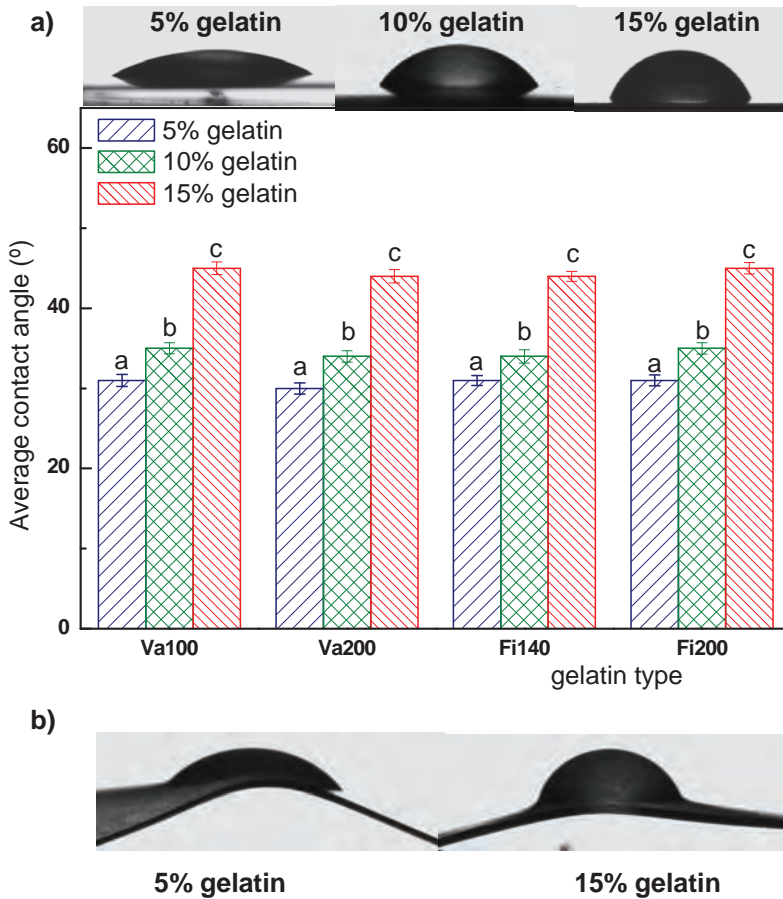 a)
5% gelatin 10% gelatin 15% gelatin
5% gelatin
10% gelatin
15% gelatin
60
40
20
0
Average contact angle (º)
a b c a b c a b c a b c
Va100 Va200 Fi140 Fi200
gelatin type
b)
5% gelatin 15% gelatin